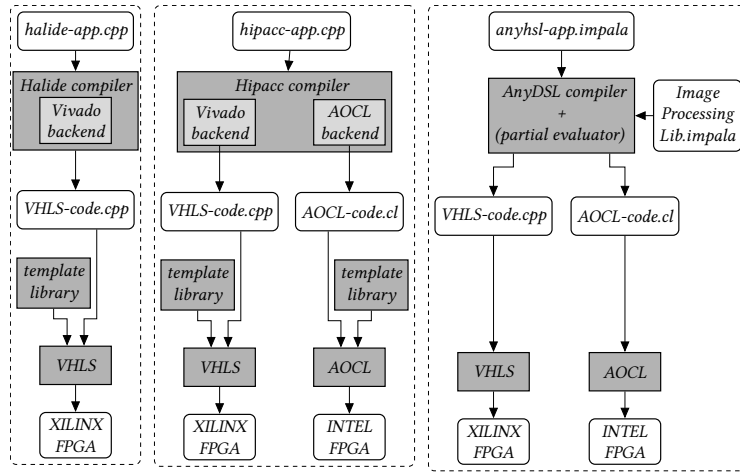 halide-app.cpp
Halide compiler
Vivado
backend
VHLS-code.cpp
template
library
VHLS
XILINX
FPGA
hipacc-app.cpp
Hipacc compiler
Vivado
backend
AOCL
backend
VHLS-code.cpp
AOCL-code.cl
template
library
template
library
VHLS
AOCL
XILINX
FPGA
INTEL
FPGA
anyhsl-app.impala
AnyDSL compiler
+
(partial evaluator)
Image
Processing
Lib.impala
VHLS-code.cpp
AOCL-code.cl
VHLS
AOCL
XILINX
FPGA
INTEL
FPGA